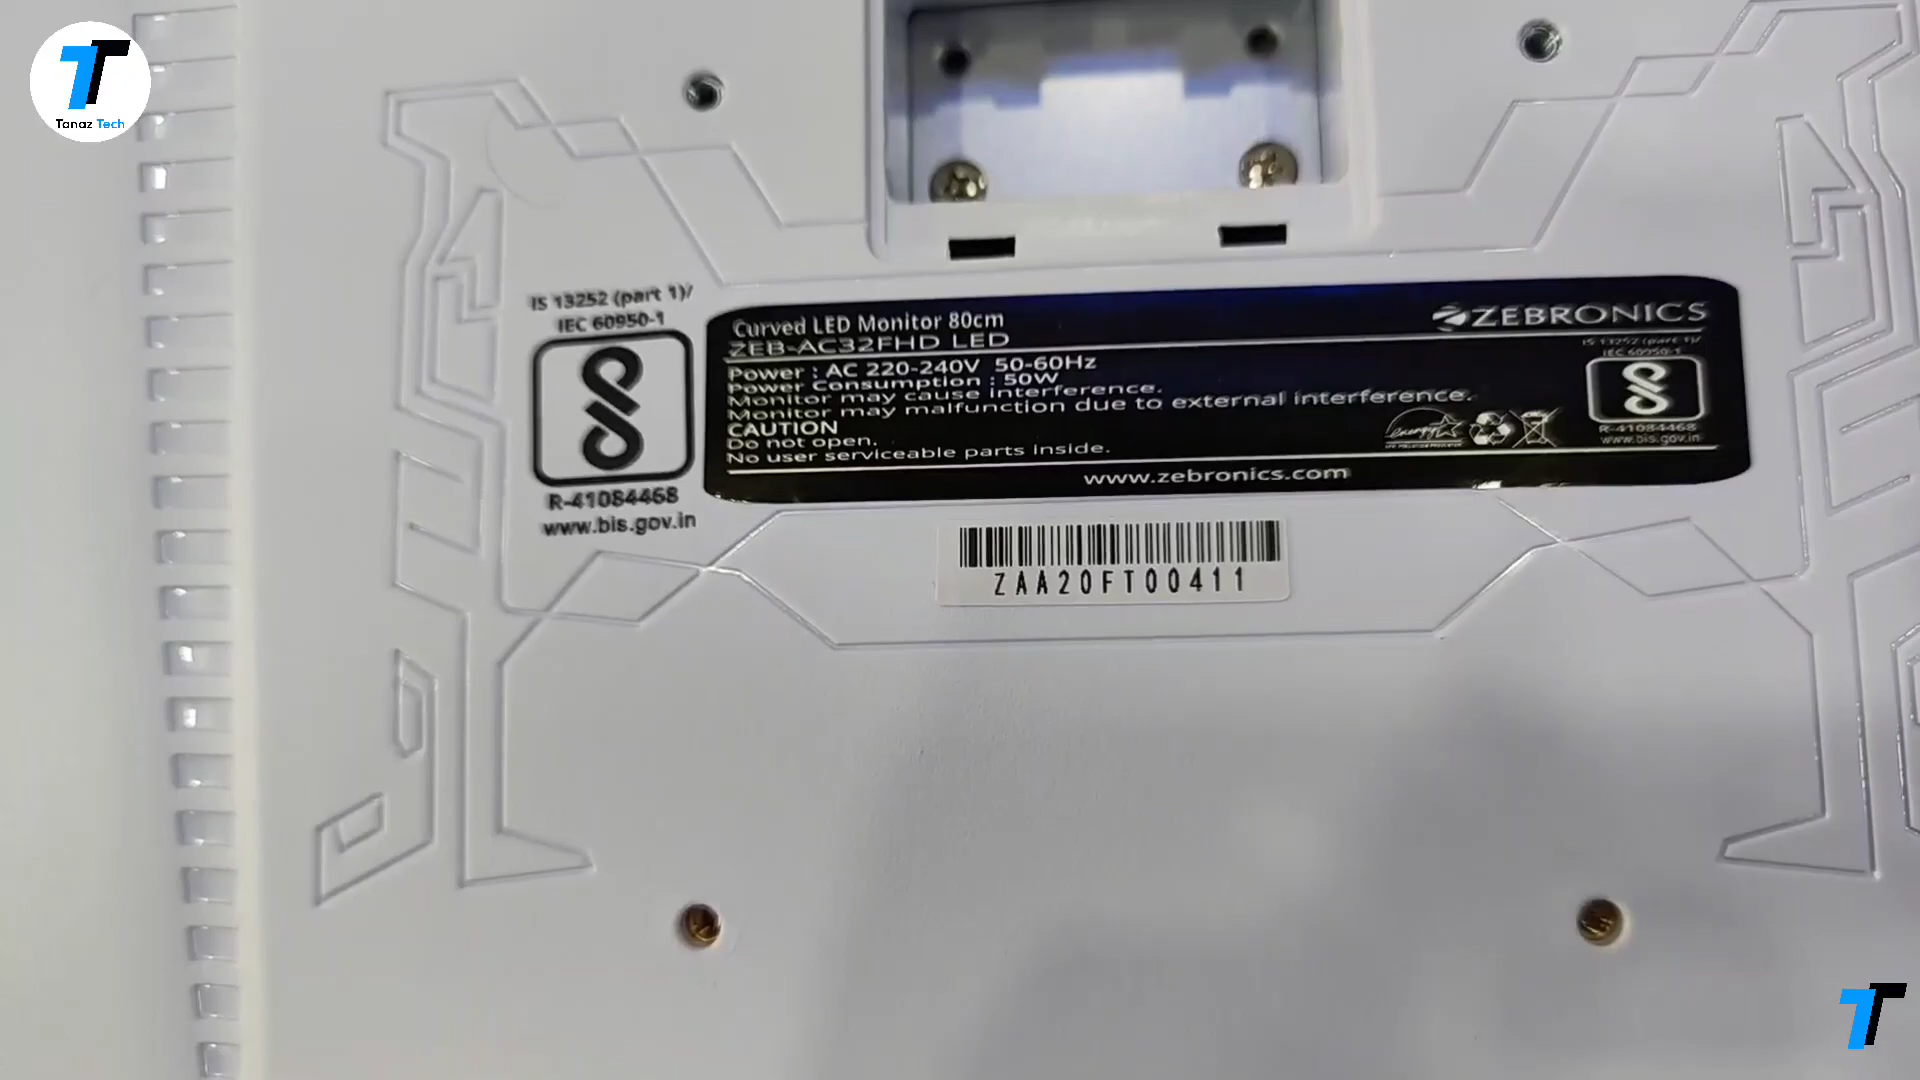 Tanaz Tech
IS 13252 (part 1)/
IEC 60950-1
R-41084468
www.bis.gov.in
Curved LED Monitor 80cm
ZEB-AC32FHD LED
Power : AC 220-240V 50-60Hz
Power Consumption : 50W
Monitor may cause interference.
Monitor may malfunction due to external interference.
CAUTION
Do not open.
No user serviceable parts inside.
ZEBRONICS
IS 13252 (part 1)/
IEC 60950-1
energy
R-41084468
www.bis.gov.in
www.zebronics.com
ZAA20FT00411